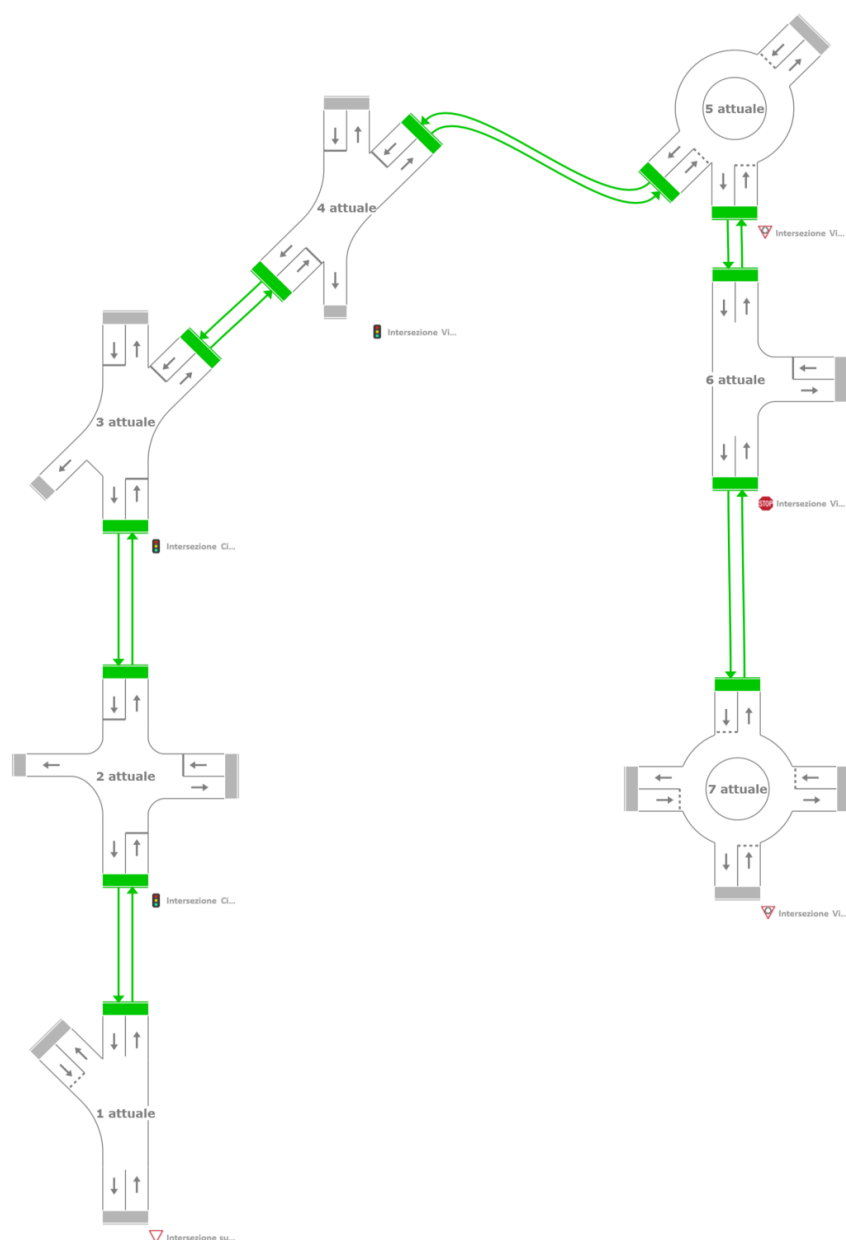 5 attuale
4 attuale
Intersezione Vi...
Intersezione Vi...
6 attuale
3 attuale
STOP Intersezione Vi...
Intersezione Ci...
2 attuale
7 attuale
Intersezione Ci...
Intersezione Vi...
1 attuale
Intersezione su...